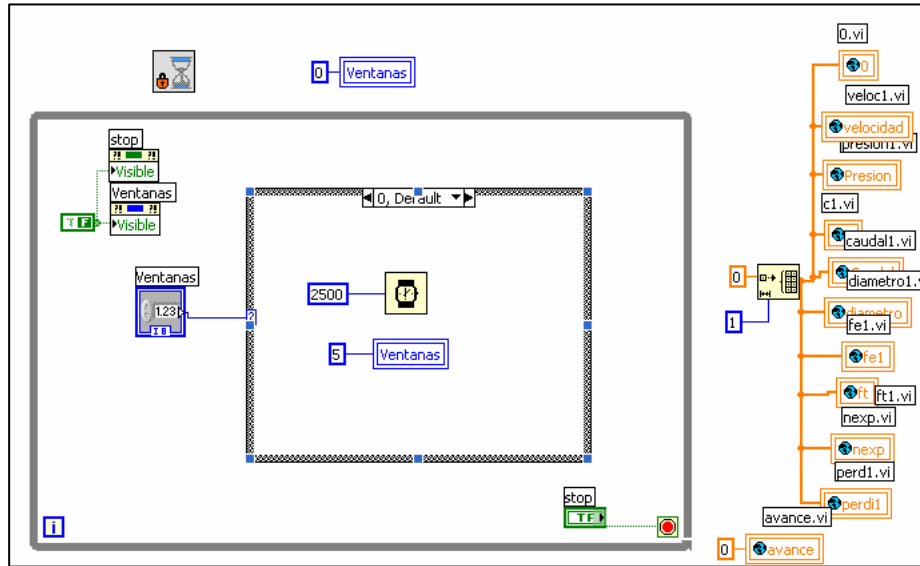 0.vi
0
0
Ventanas
veloc1.vi
velocidad
stop
Visible
presion1.vi
Ventanas
Visible
Presion
0, Default
F
c1.vi
caudal1.vi
Ventanas
1.23
I 8
?
2500
0
diametro1.v
diametro
1
fe1.vi
5
Ventanas
fe1
ft
ft1.vi
nexp.vi
nexp
perd1.vi
stop
TF
perdi1
avance.vi
i
0
avance